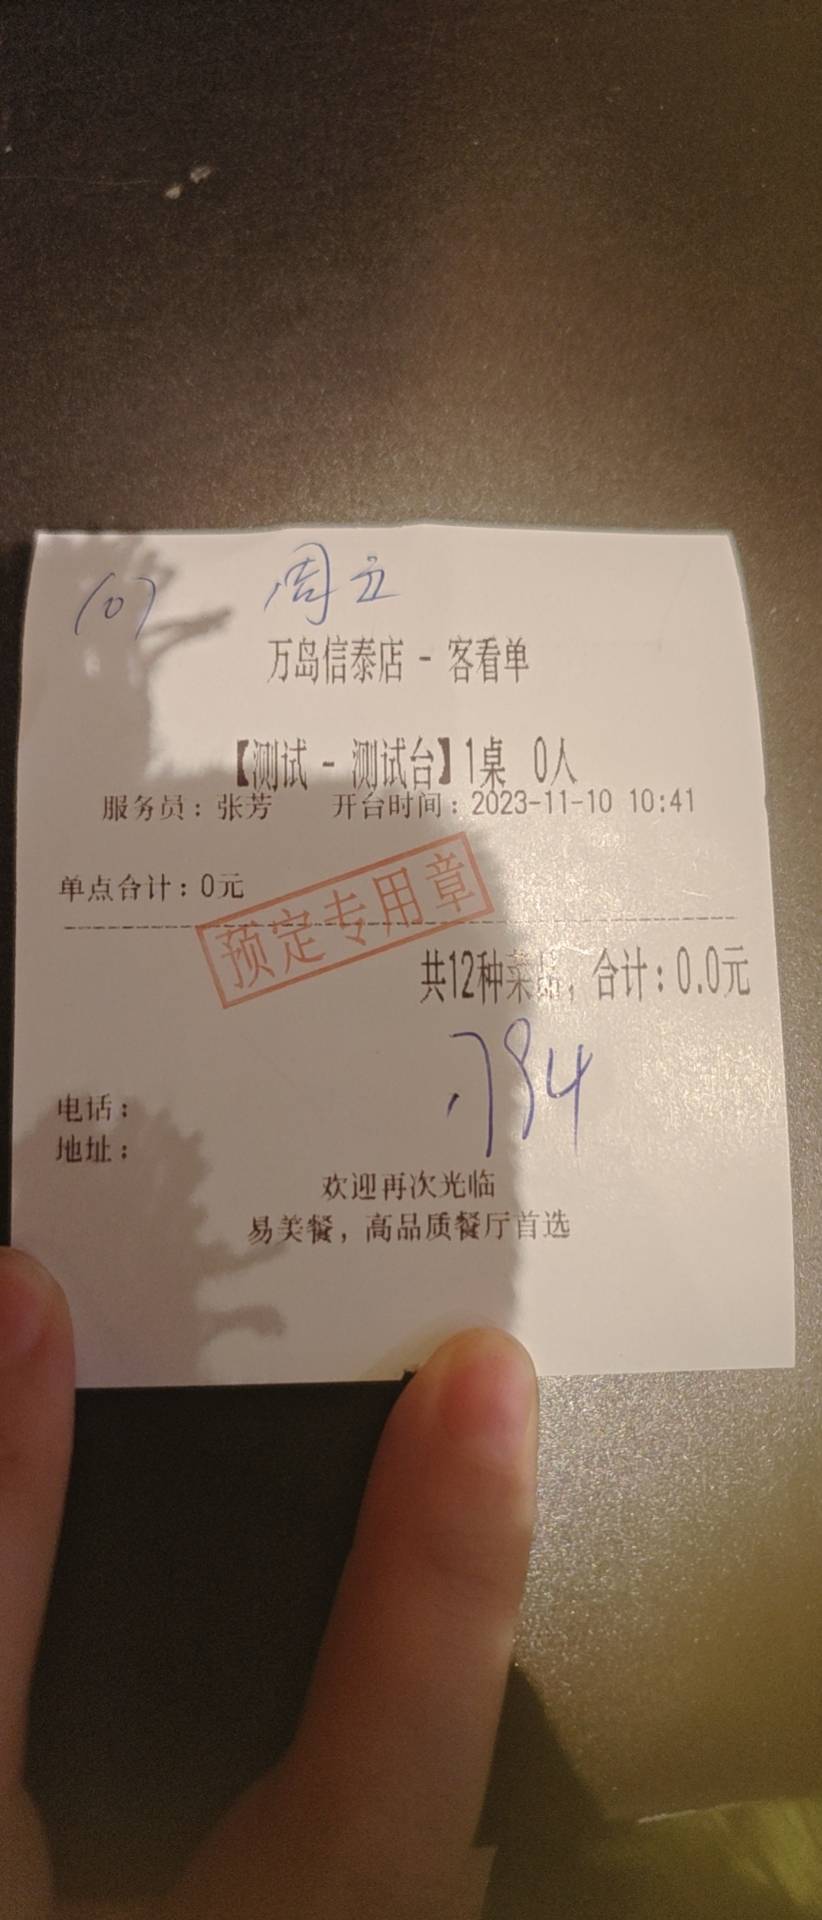 107 周立
万岛信泰店 - 客看单
【测试 - 测试台】1桌 0人
服务员：张芳 开台时间：2023-11-10 10:41
单点合计：0元
预定专用章
共12种菜品，合计：0.0元
电话：
地址：
欢迎再次光临
易美餐，高品质餐厅首选